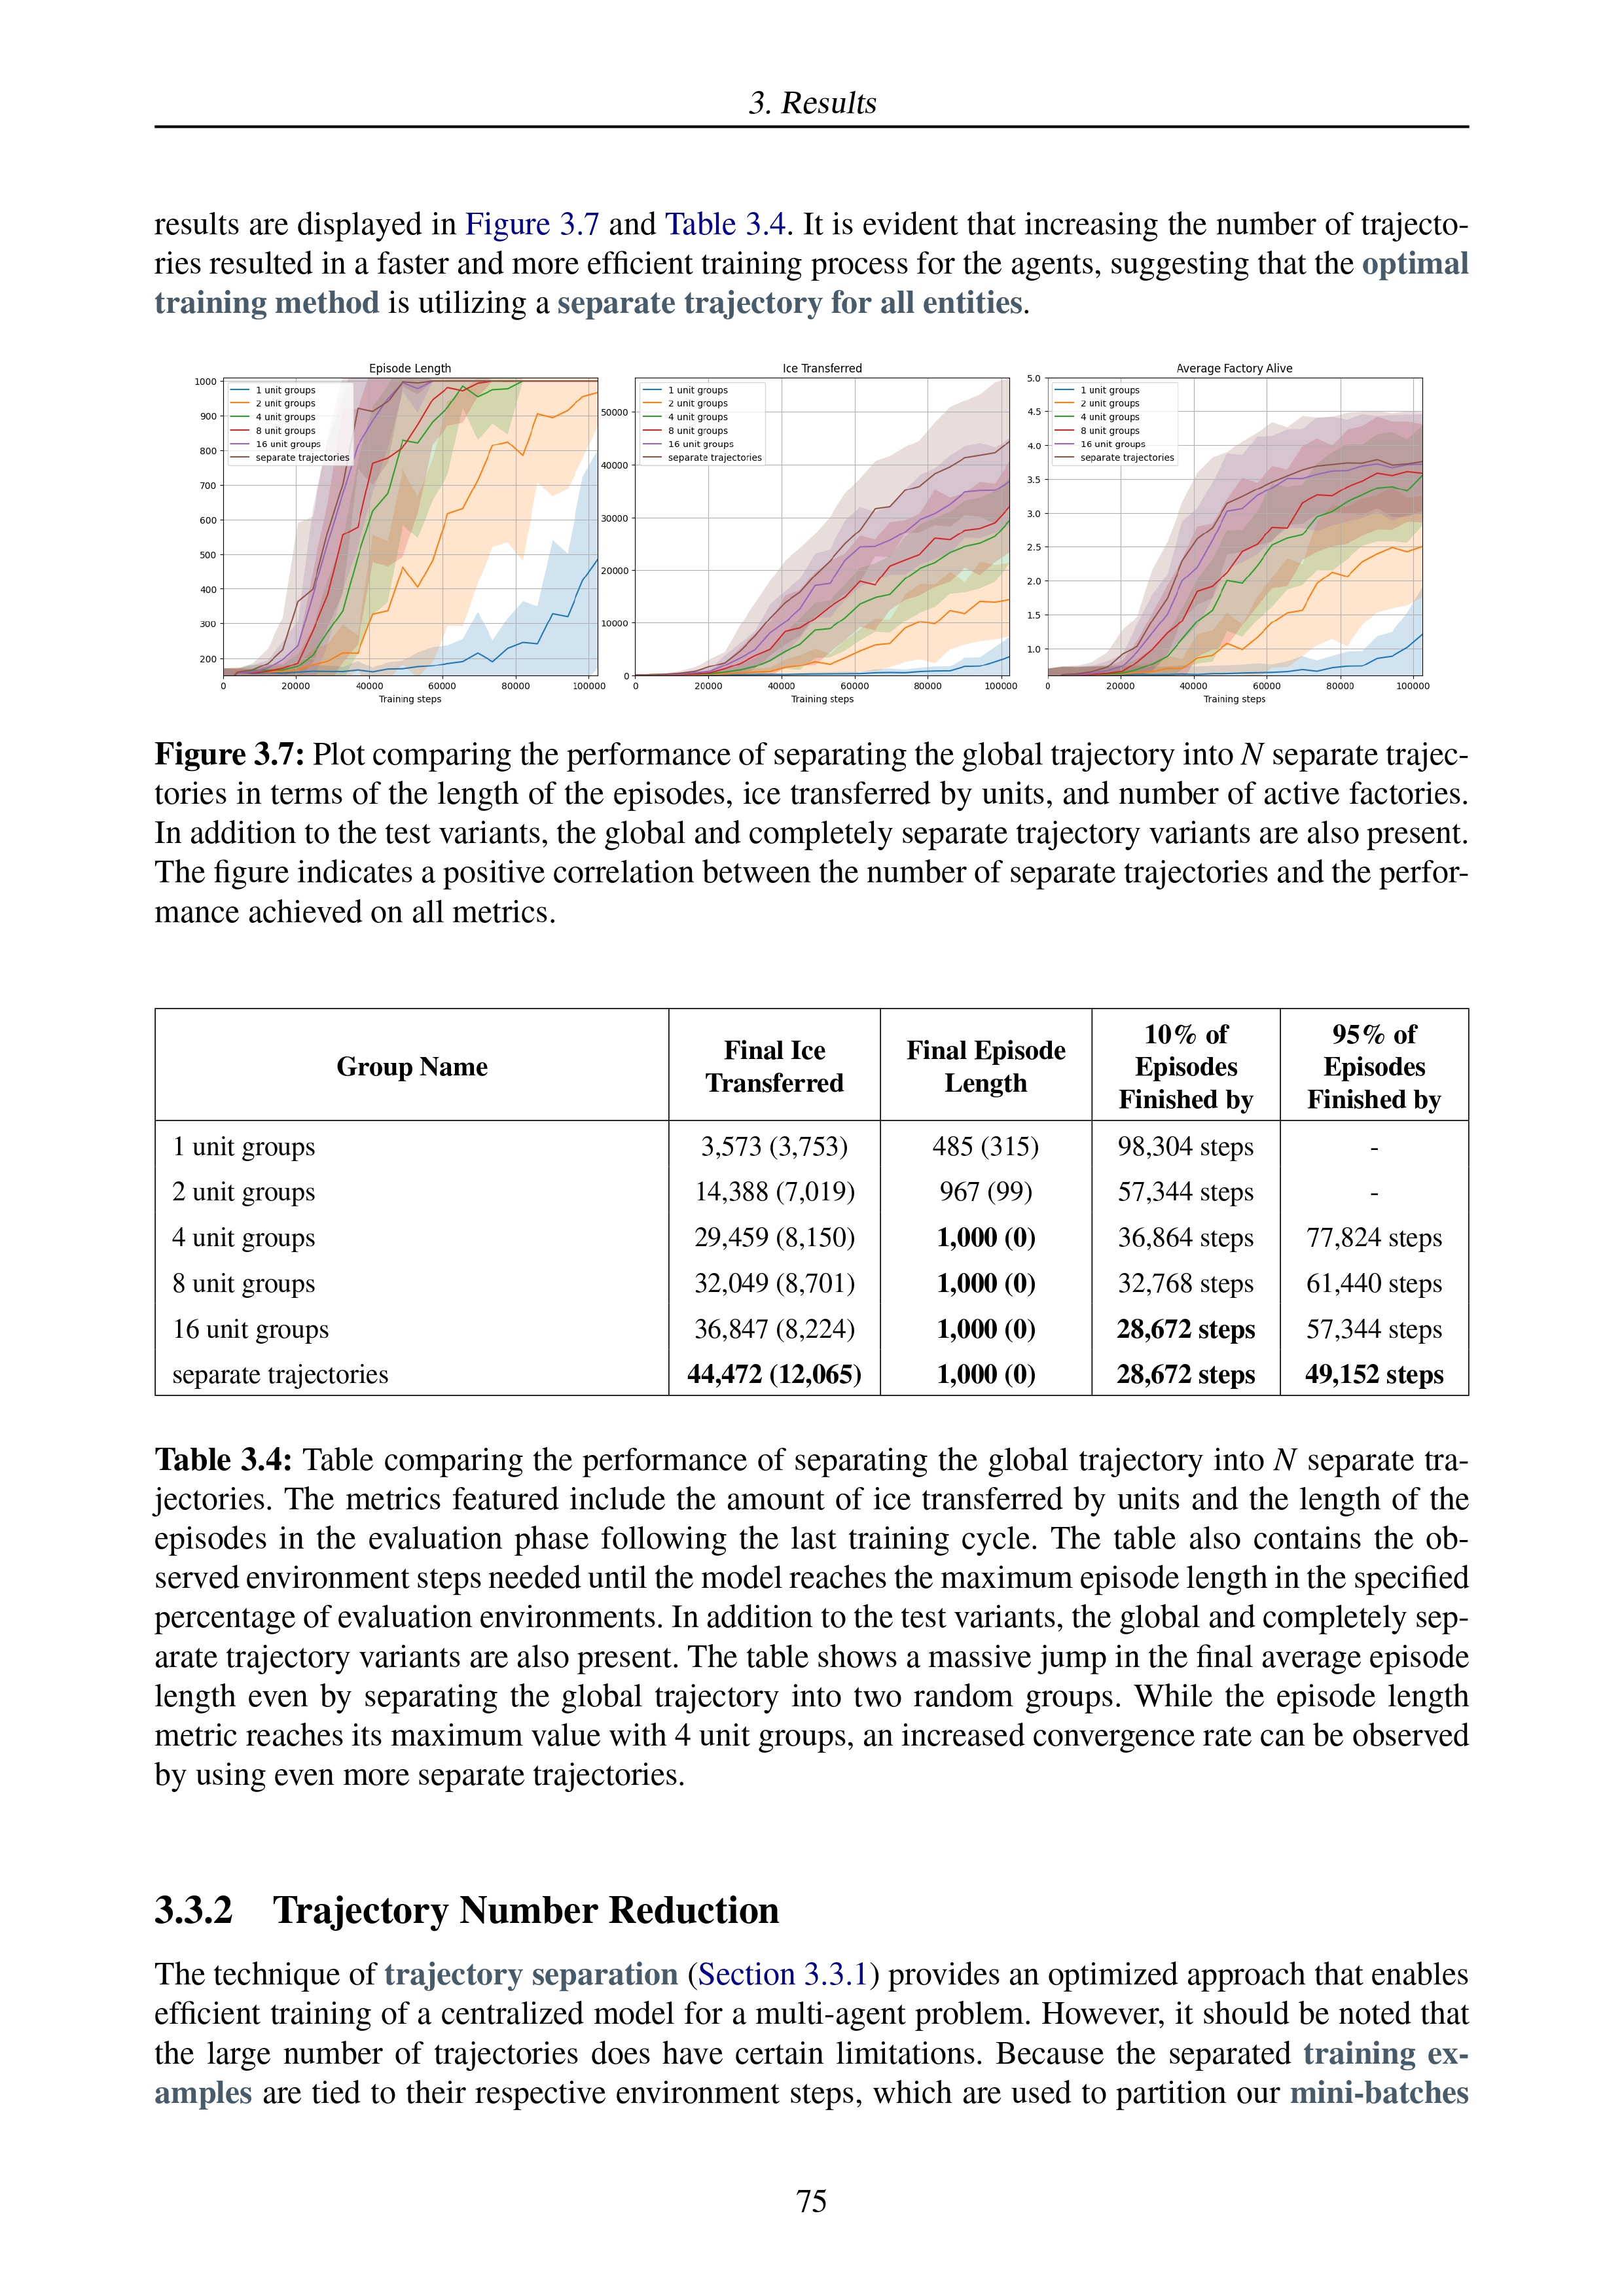 3. Results
results are displayed in Figure 3.7 and Table 3.4. It is evident that increasing the number of trajecto-
ries resulted in a faster and more efficient training process for the agents, suggesting that the optimal
training method is utilizing a separate trajectory for all entities.
Episode Length
1 unit groups
2 unit groups
4 unit groups
8 unit groups
16 unit groups
separate trajectories
1000
900
800
700
600
500
400
300
200
0 20000 40000 60000 80000 100000
Training steps
Ice Transferred
1 unit groups
2 unit groups
4 unit groups
8 unit groups
16 unit groups
separate trajectories
50000
40000
30000
20000
10000
0
0 20000 40000 60000 80000 100000
Training steps
Average Factory Alive
1 unit groups
2 unit groups
4 unit groups
8 unit groups
16 unit groups
separate trajectories
5.0
4.5
4.0
3.5
3.0
2.5
2.0
1.5
1.0
0 20000 40000 60000 80000 100000
Training steps
Figure 3.7: Plot comparing the performance of separating the global trajectory into N separate trajec-
tories in terms of the length of the episodes, ice transferred by units, and number of active factories.
In addition to the test variants, the global and completely separate trajectory variants are also present.
The figure indicates a positive correlation between the number of separate trajectories and the perfor-
mance achieved on all metrics.
Group Name | Final Ice Transferred | Final Episode Length | 10% of Episodes Finished by | 95% of Episodes Finished by
1 unit groups 3,573 (3,753) 485 (315) 98,304 steps -
2 unit groups 14,388 (7,019) 967 (99) 57,344 steps -
4 unit groups 29,459 (8,150) 1,000 (0) 36,864 steps 77,824 steps
8 unit groups 32,049 (8,701) 1,000 (0) 32,768 steps 61,440 steps
16 unit groups 36,847 (8,224) 1,000 (0) 28,672 steps 57,344 steps
separate trajectories 44,472 (12,065) 1,000 (0) 28,672 steps 49,152 steps
Table 3.4: Table comparing the performance of separating the global trajectory into N separate tra-
jectories. The metrics featured include the amount of ice transferred by units and the length of the
episodes in the evaluation phase following the last training cycle. The table also contains the ob-
served environment steps needed until the model reaches the maximum episode length in the specified
percentage of evaluation environments. In addition to the test variants, the global and completely sep-
arate trajectory variants are also present. The table shows a massive jump in the final average episode
length even by separating the global trajectory into two random groups. While the episode length
metric reaches its maximum value with 4 unit groups, an increased convergence rate can be observed
by using even more separate trajectories.
3.3.2 Trajectory Number Reduction
The technique of trajectory separation (Section 3.3.1) provides an optimized approach that enables
efficient training of a centralized model for a multi-agent problem. However, it should be noted that
the large number of trajectories does have certain limitations. Because the separated training ex-
amples are tied to their respective environment steps, which are used to partition our mini-batches
75